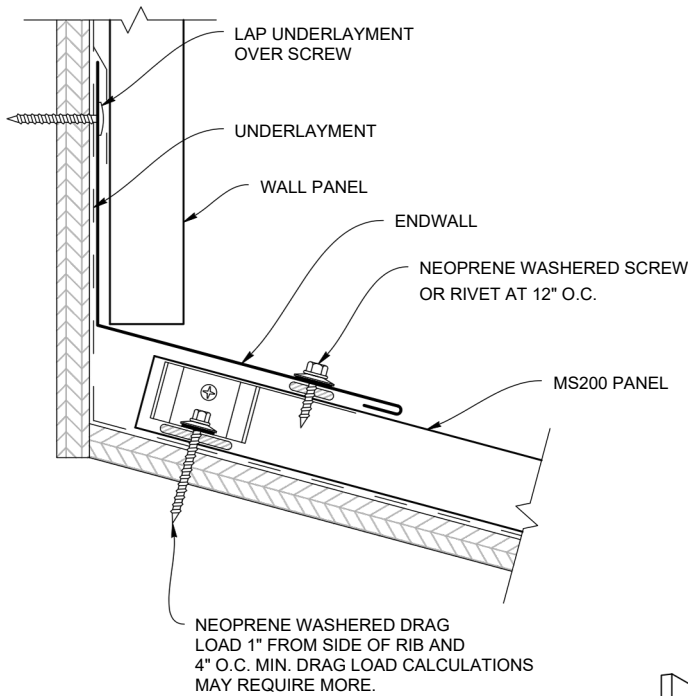 LAP UNDERLAYMENT
OVER SCREW
UNDERLAYMENT
WALL PANEL
ENDWALL
NEOPRENE WASHERED SCREW
OR RIVET AT 12" O.C.
MS200 PANEL
NEOPRENE WASHERED DRAG
LOAD 1" FROM SIDE OF RIB AND
4" O.C. MIN. DRAG LOAD CALCULATIONS
MAY REQUIRE MORE.